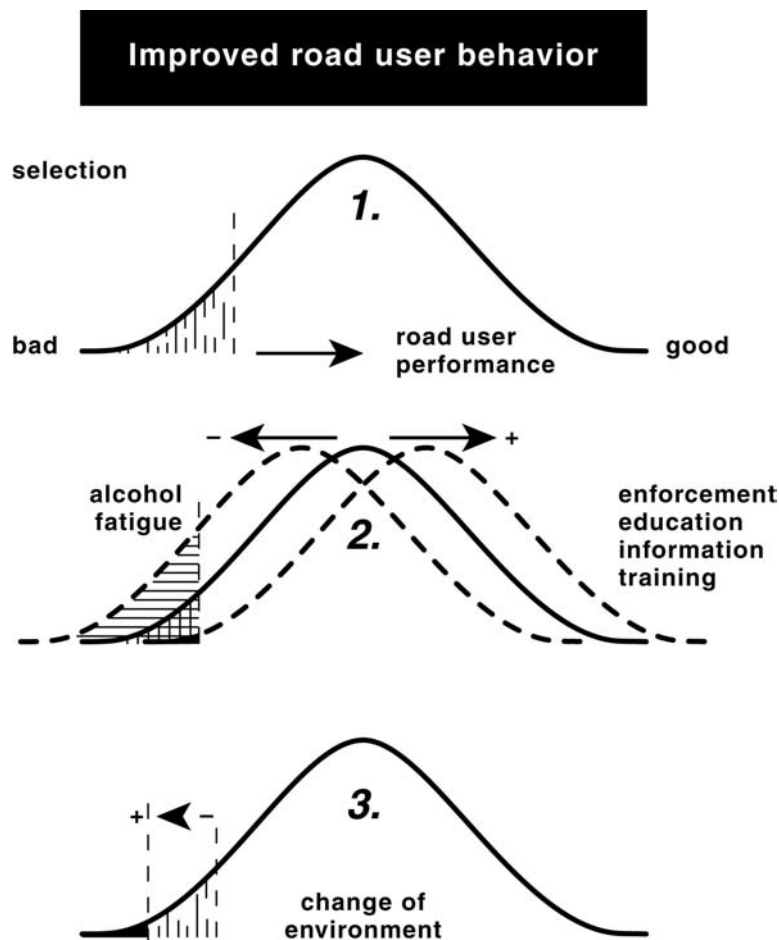 Improved road user behavior
selection
1.
bad
road user
performance
good
–
+
alcohol
fatigue
2.
enforcement
education
information
training
3.
+
–
change of
environment